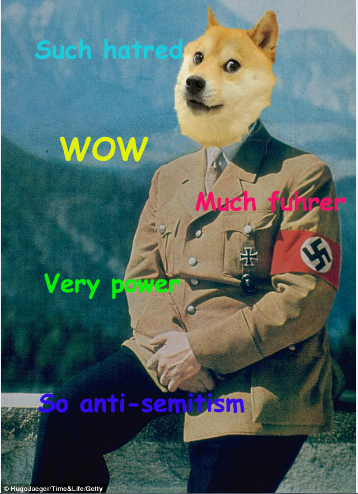 Such hatred
WOW
Much fuhrer
Very power
So anti-semitism
© HugoJaeger/Time&Life/Getty